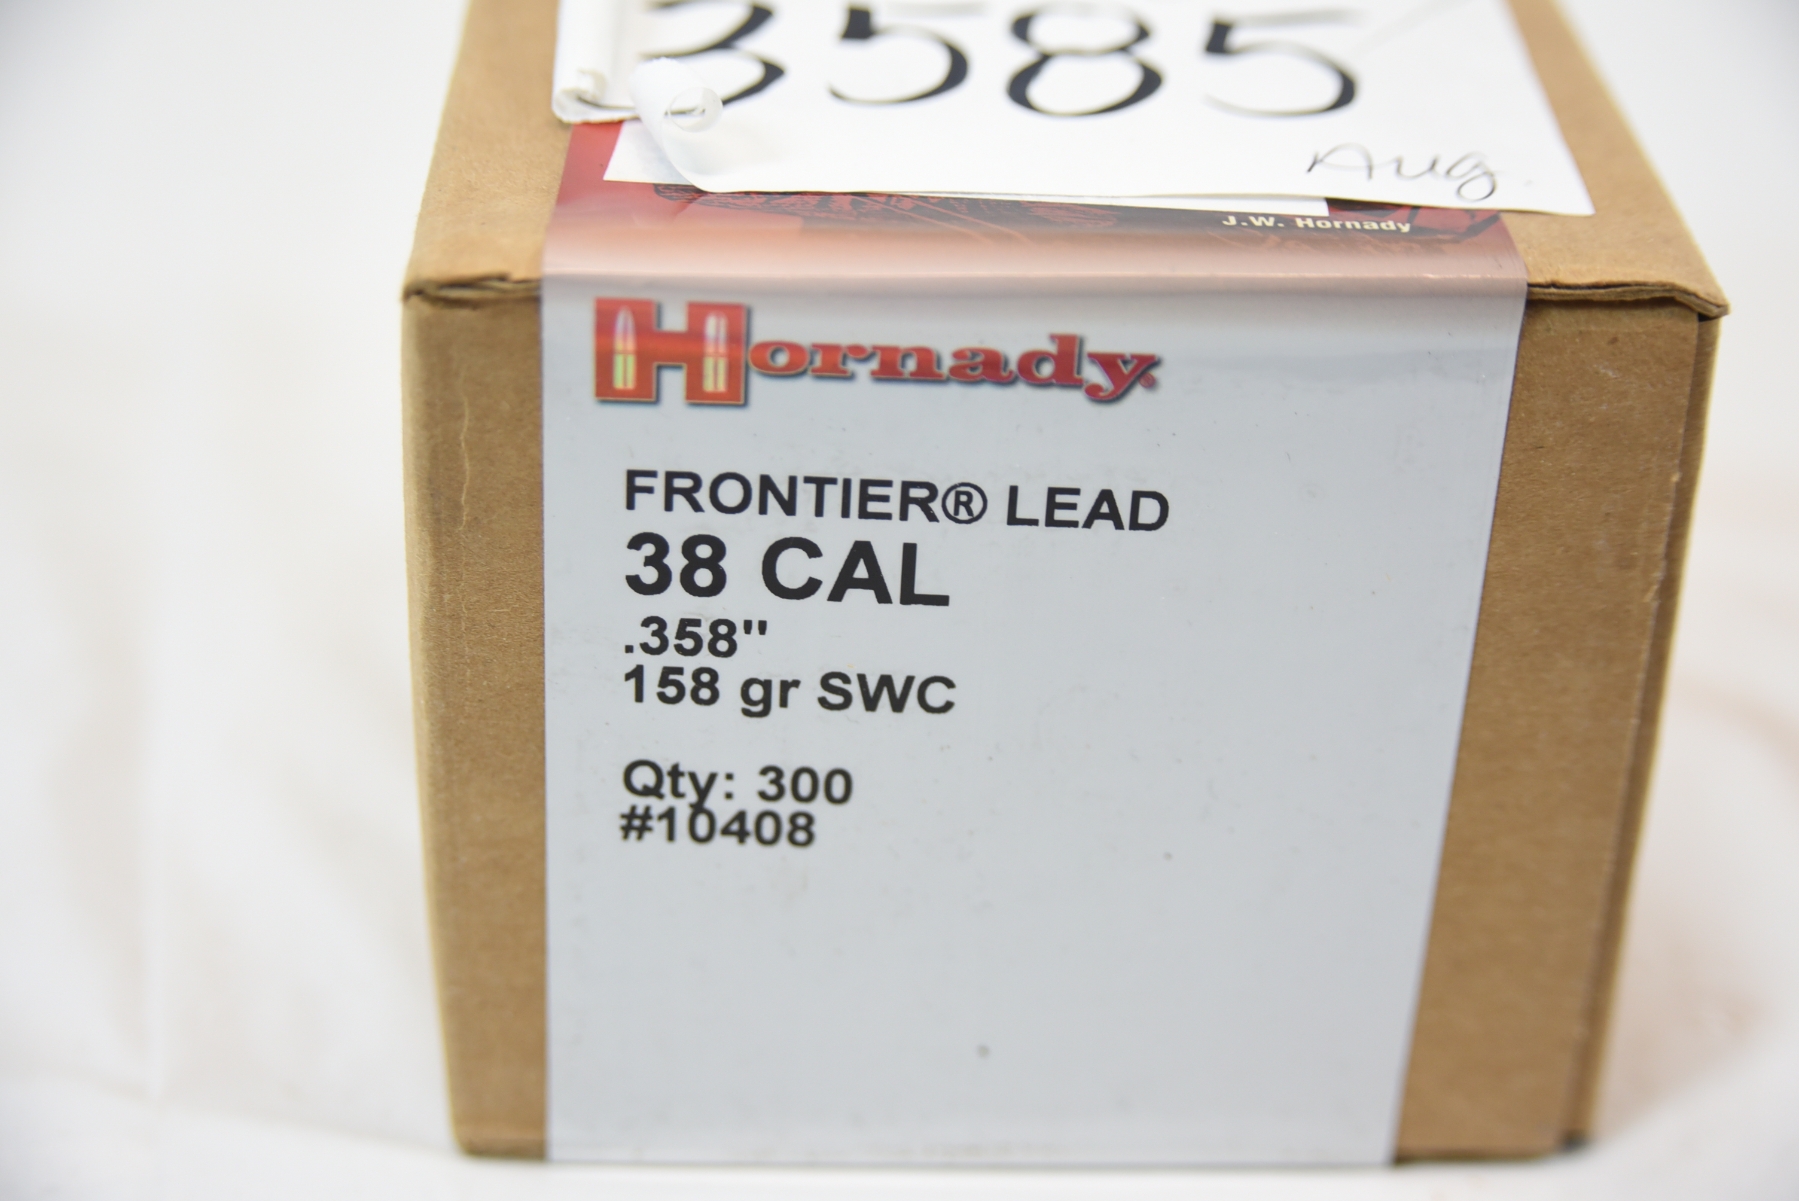 3585
Aug.
J.W. Hornady
Hornady®
FRONTIER® LEAD
38 CAL
.358"
158 gr SWC
Qty: 300
#10408